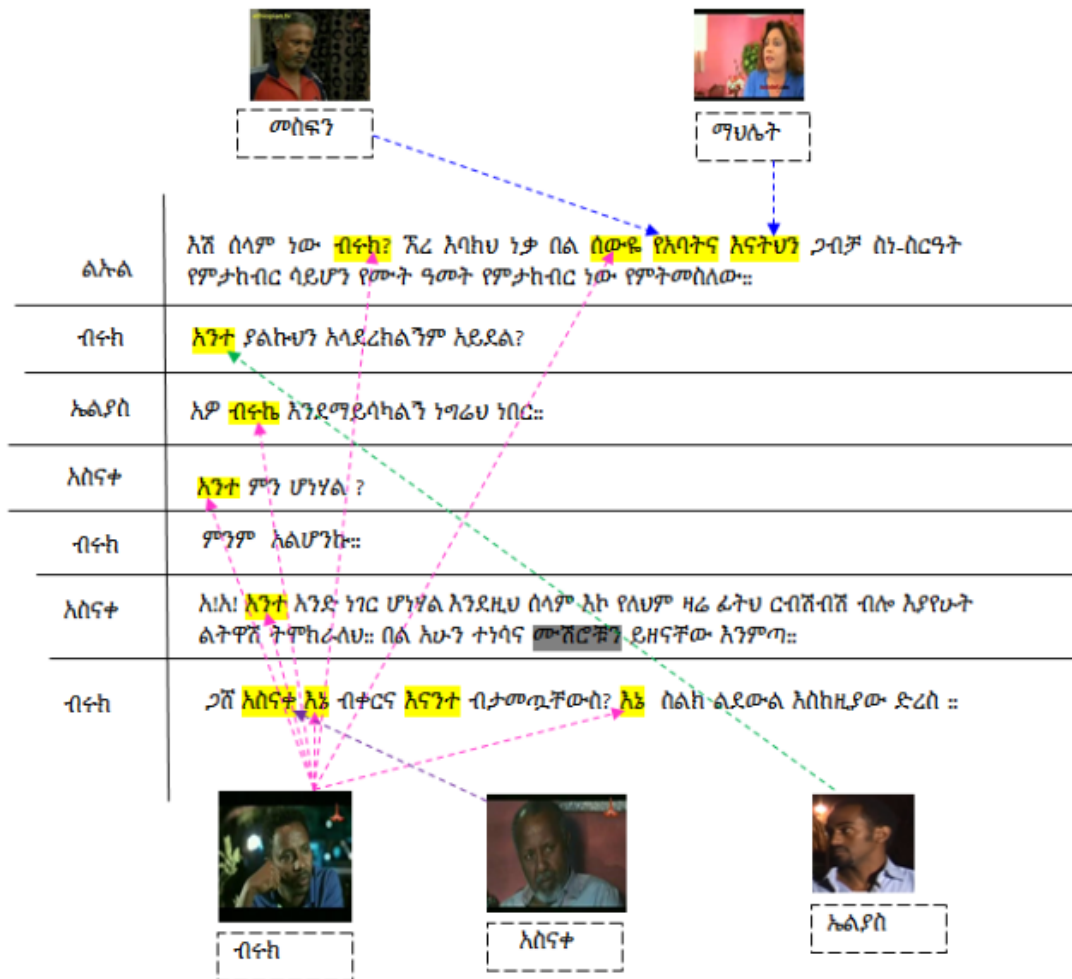 መስፍን
ማህሌት
ልኡል
እሽ ሰላም ነው ብሩክ? ኧረ እባክህ ነቃ በል ሰውዬ የአባትና እናትህን ጋብቻ ስነ-ስርዓት
የምታከብር ሳይሆን የሙት ዓመት የምታከብር ነው የምትመስለው።
ብሩክ
አንተ ያልኩህን አላደረክልኝም አይደል?
ኤልያስ
አዎ ብሩኬ እንደማይሳካልኝ ነግሬህ ነበር።
አስናቀ
አንተ ምን ሆነሃል ?
ብሩክ
ምንም አልሆንኩ።
አስናቀ
እ!እ! አንተ አንድ ነገር ሆነሃል እንደዚህ ሰላም እኮ የለህም ዛሬ ፊትህ ርብሽብሽ ብሎ እያየሁት
ልትዋሽ ትሞክራለህ። በል አሁን ተነሳና ሙሽሮቹን ይዘናቸው እንምጣ።
ብሩክ
ጋሽ አስናቀ እኔ ብቀርና እናንተ ብታመጧቸውስ? እኔ ስልክ ልደውል እስከዚያው ድረስ ።
ብሩክ
አስናቀ
ኤልያስ